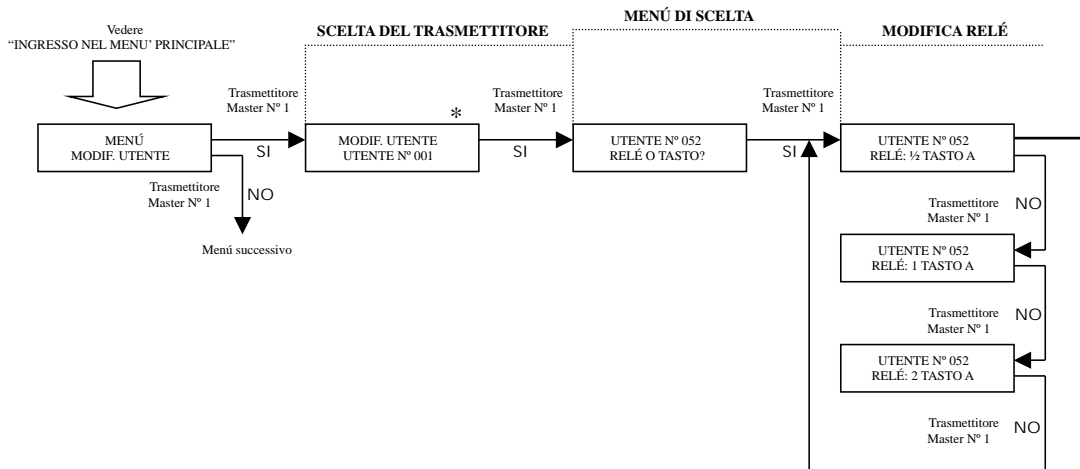 Vedere
“INGRESSO NEL MENU’ PRINCIPALE”
SCELTA DEL TRASMETTITORE
MENÚ DI SCELTA
MODIFICA RELÉ
Trasmettitore
Master Nº 1
*
Trasmettitore
Master Nº 1
Trasmettitore
Master Nº 1
MENÚ
MODIF. UTENTE
SI
MODIF. UTENTE
UTENTE Nº 001
SI
UTENTE Nº 052
RELÉ O TASTO?
SI
UTENTE Nº 052
RELÉ: ½ TASTO A
Trasmettitore
Master Nº 1
NO
Menú successivo
Trasmettitore
Master Nº 1
NO
UTENTE Nº 052
RELÉ: 1 TASTO A
Trasmettitore
Master Nº 1
NO
UTENTE Nº 052
RELÉ: 2 TASTO A
Trasmettitore
Master Nº 1
NO